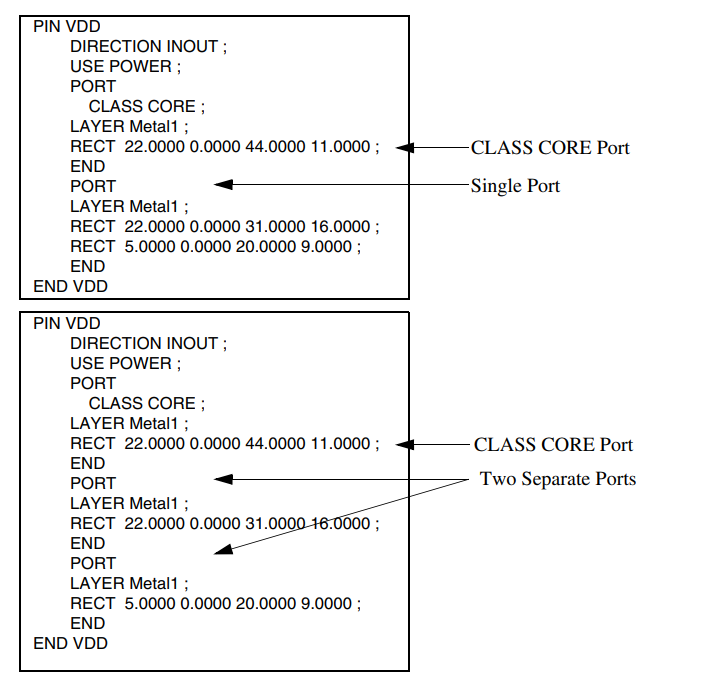 PIN VDD
DIRECTION INOUT ;
USE POWER ;
PORT
CLASS CORE ;
LAYER Metal1 ;
RECT 22.0000 0.0000 44.0000 11.0000 ; CLASS CORE Port
END
PORT Single Port
LAYER Metal1 ;
RECT 22.0000 0.0000 31.0000 16.0000 ;
RECT 5.0000 0.0000 20.0000 9.0000 ;
END
END VDD
PIN VDD
DIRECTION INOUT ;
USE POWER ;
PORT
CLASS CORE ;
LAYER Metal1 ;
RECT 22.0000 0.0000 44.0000 11.0000 ; CLASS CORE Port
END
PORT Two Separate Ports
LAYER Metal1 ;
RECT 22.0000 0.0000 31.0000 16.0000 ;
END
PORT
LAYER Metal1 ;
RECT 5.0000 0.0000 20.0000 9.0000 ;
END
END VDD